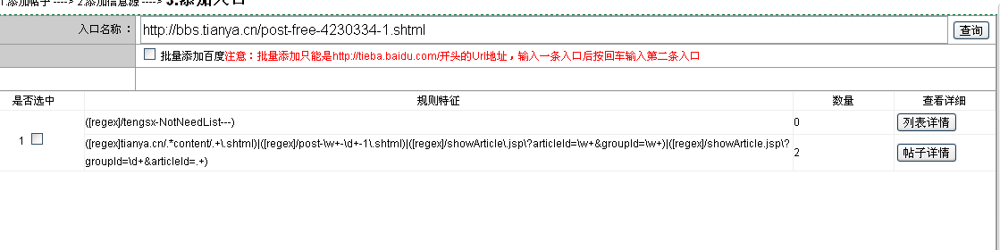 1.添加帖子 ----> 2.添加信息源 ----> 3.添加入口
入口名称 : http://bbs.tianya.cn/post-free-4230334-1.shtml 查询
批量添加百度注意：批量添加只能是http://tieba.baidu.com/开头的Url地址，输入一条入口后按回车输入第二条入口
是否选中 规则特征 数量 查看详细
([regex]/tengsx-NotNeedList---) 0 列表详情
1 ([regex]tianya.cn/.*content/.+\.shtml)|([regex]/post-\w+-\d+-1\.shtml)|([regex]/showArticle\.jsp\?articleId=\w+&groupId=\w+)|([regex]/showArticle.jsp\? 2 帖子详情
groupId=\d+&articleId=.+)